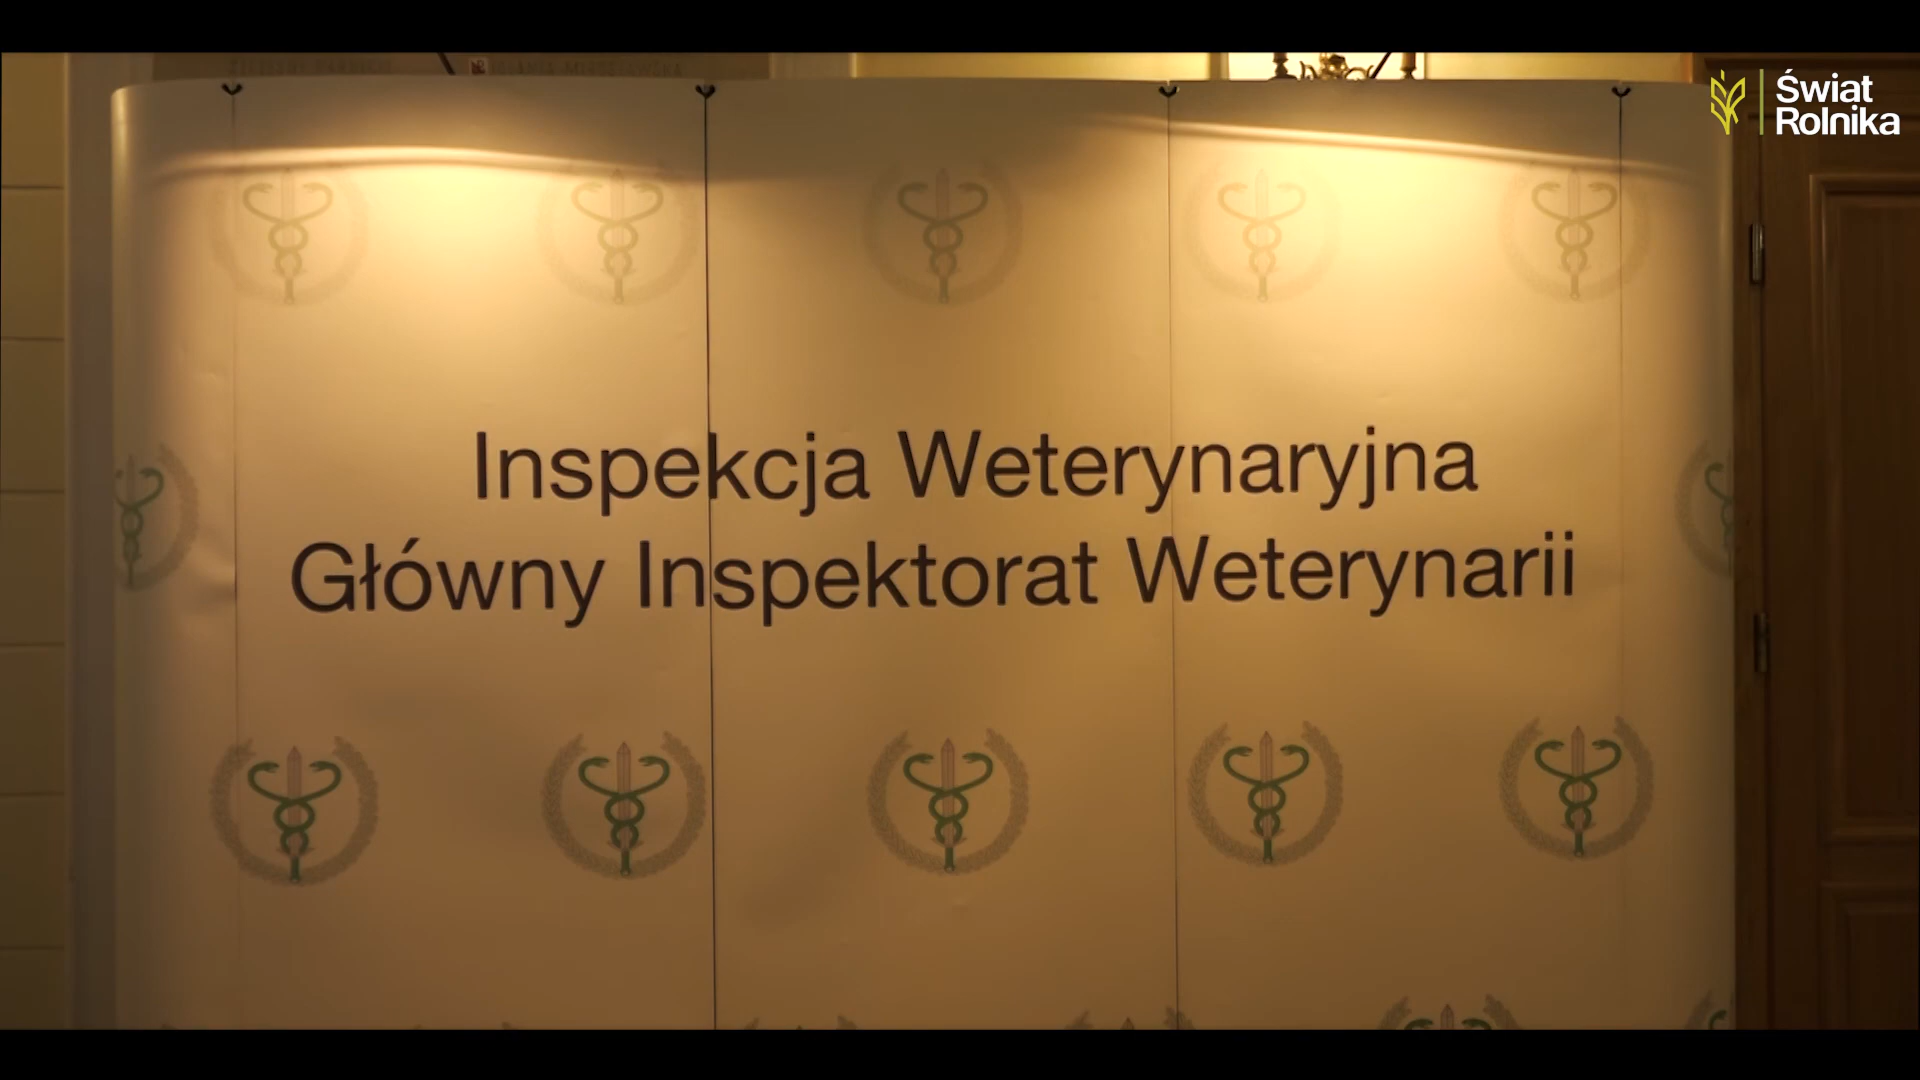 Świat
Rolnika
Inspekcja Weterynaryjna
Główny Inspektorat Weterynarii